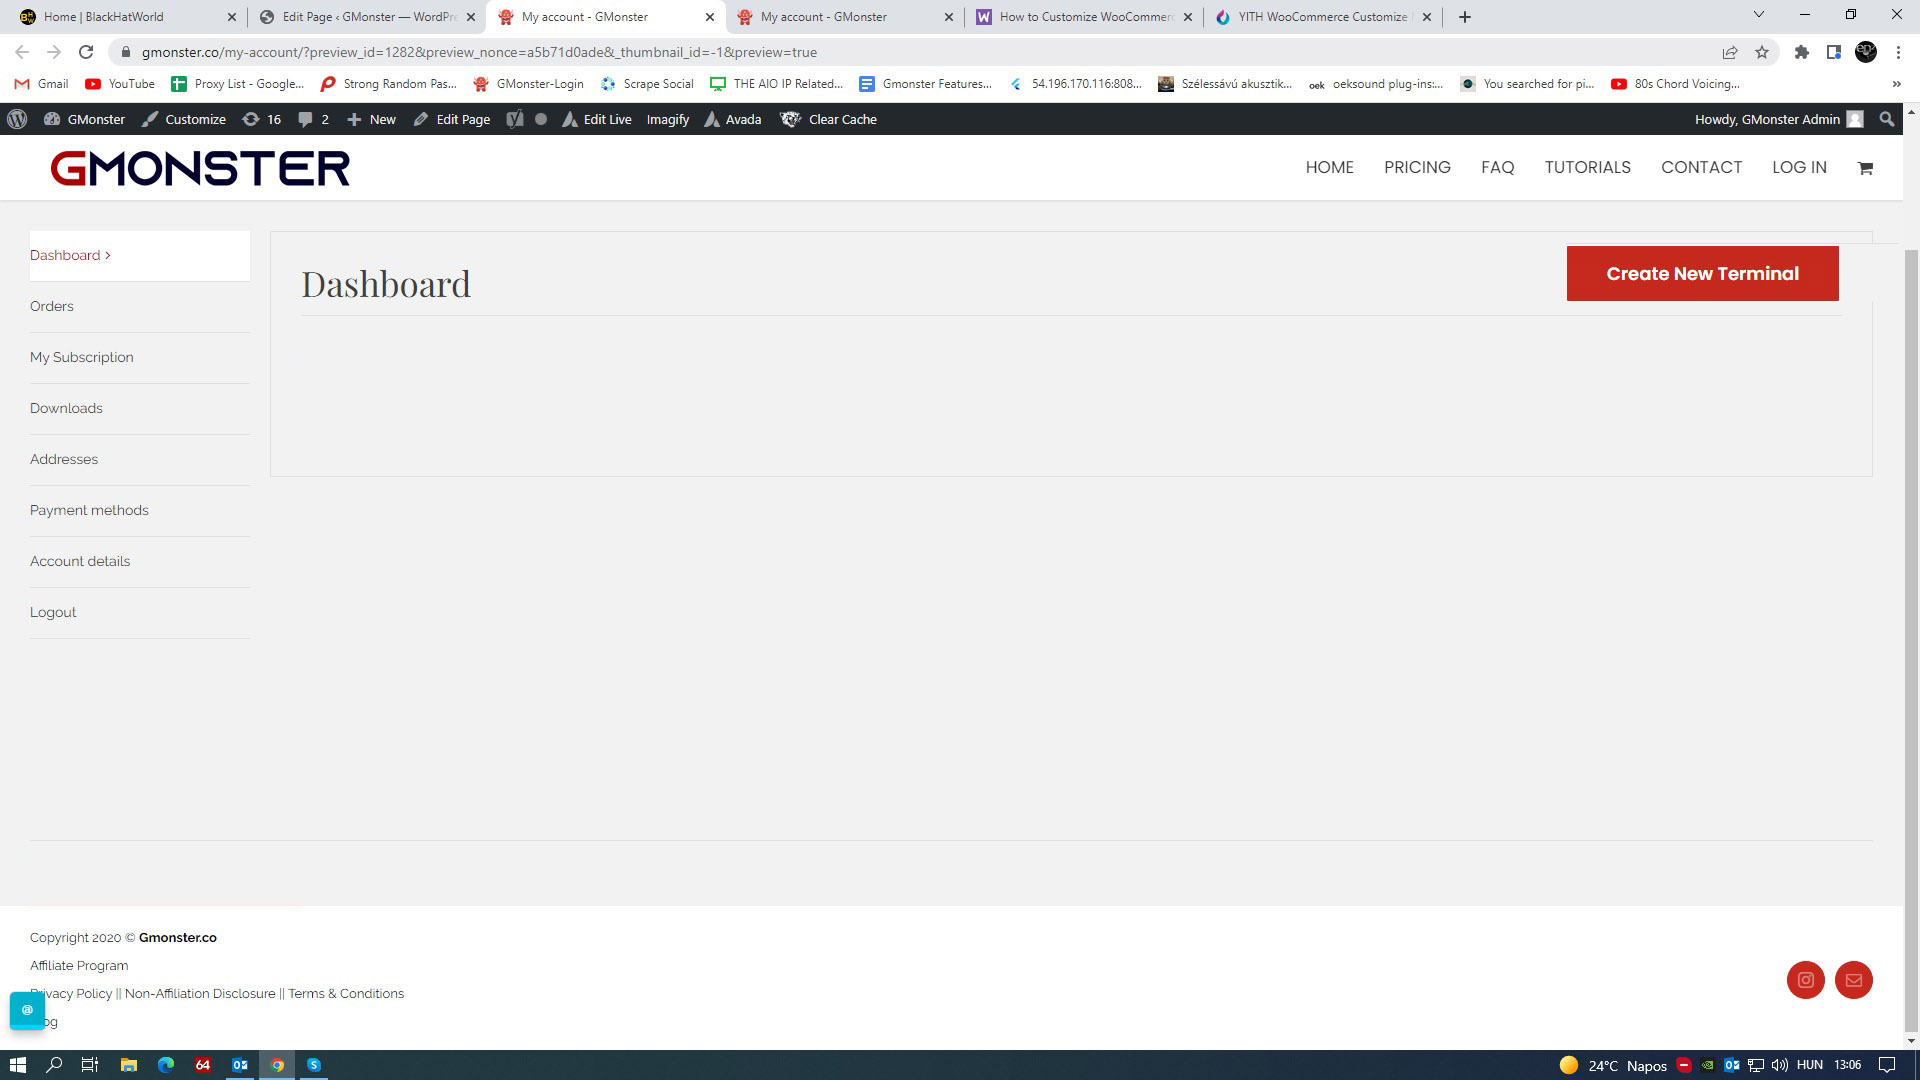 Home | BlackHatWorld
Edit Page ‹ GMonster — WordPre
My account - GMonster
My account - GMonster
How to Customize WooCommerc
YITH WooCommerce Customize
gmonster.co/my-account/?preview_id=1282&preview_nonce=a5b71d0ade&_thumbnail_id=-1&preview=true
Gmail
YouTube
Proxy List - Google...
Strong Random Pas...
GMonster-Login
Scrape Social
THE AIO IP Related...
Gmonster Features...
54.196.170.116:808...
Szélessávú akusztik...
oek oeksound plug-ins:...
You searched for pi...
80s Chord Voicing...
GMonster
Customize
16
2
New
Edit Page
Edit Live
Imagify
Avada
Clear Cache
Howdy, GMonster Admin
GMONSTER
HOME
PRICING
FAQ
TUTORIALS
CONTACT
LOG IN
Dashboard
Orders
My Subscription
Downloads
Addresses
Payment methods
Account details
Logout
Dashboard
Create New Terminal
Copyright 2020 © Gmonster.co
Affiliate Program
Privacy Policy || Non-Affiliation Disclosure || Terms & Conditions
og
@
64
24°C Napos
HUN
13:06